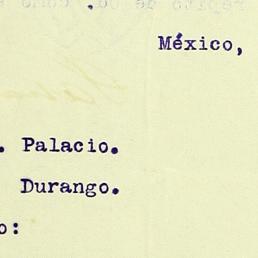 México,
. Palacio.
Durango.
o: